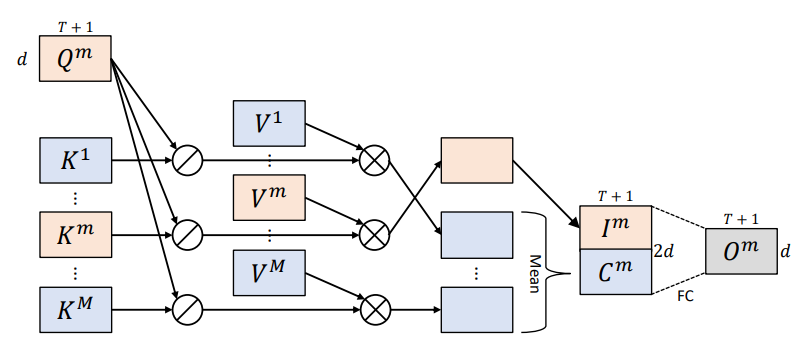 T + 1
d
Q^m
V^1
K^1
⋮
⋮
V^m
T + 1
K^m
I^m
T + 1
⋮
2d
O^m
d
⋮
V^M
Mean
⋮
C^m
K^M
FC